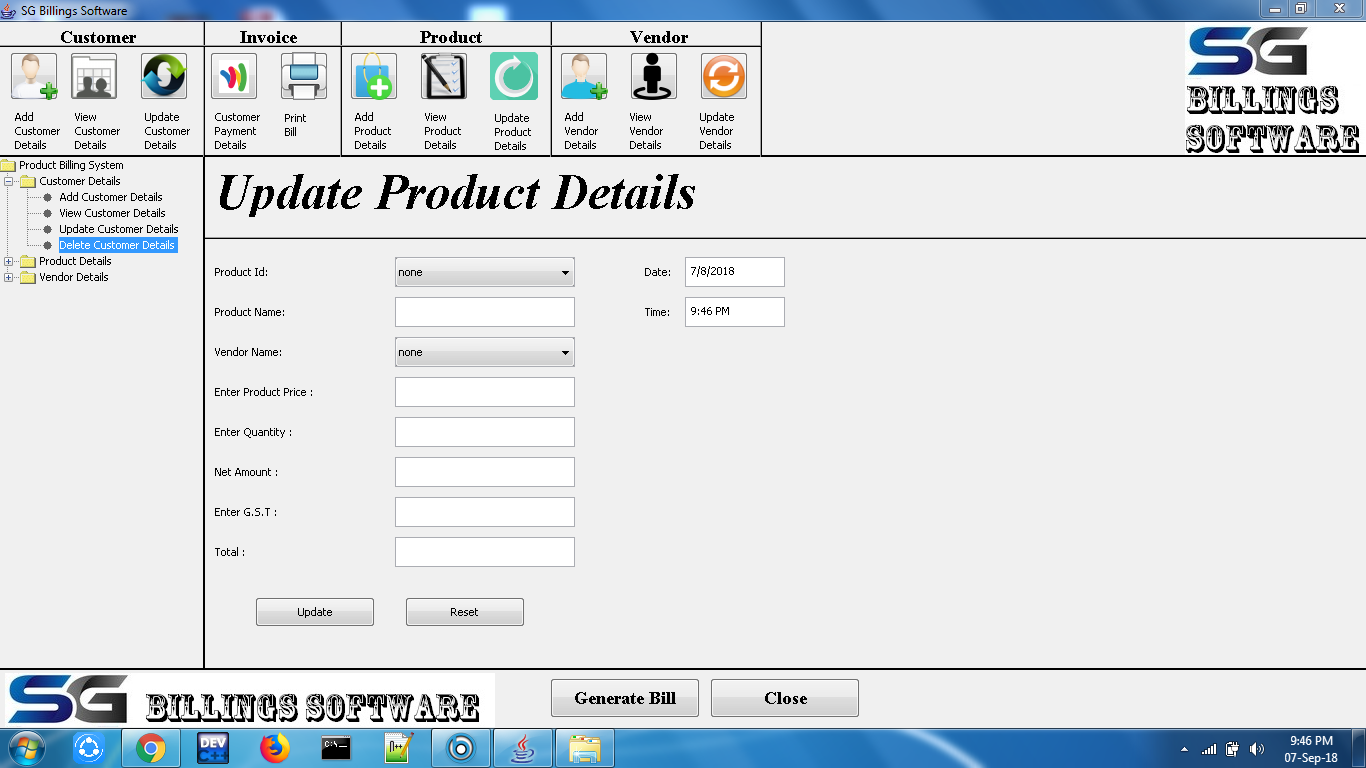 SG Billings Software
Customer
Invoice
Product
Vendor
Add Customer Details
View Customer Details
Update Customer Details
Customer Payment Details
Print Bill
Add Product Details
View Product Details
Update Product Details
Add Vendor Details
View Vendor Details
Update Vendor Details
SG
BILLINGS
SOFTWARE
Product Billing System
Customer Details
Add Customer Details
View Customer Details
Update Customer Details
Delete Customer Details
Product Details
Vendor Details
Update Product Details
Product Id:
none
Date:
7/8/2018
Product Name:
Time:
9:46 PM
Vendor Name:
none
Enter Product Price :
Enter Quantity :
Net Amount :
Enter G.S.T :
Total :
Update
Reset
SG BILLINGS SOFTWARE
Generate Bill
Close
DEV
C++
C:\
n++
9:46 PM
07-Sep-18